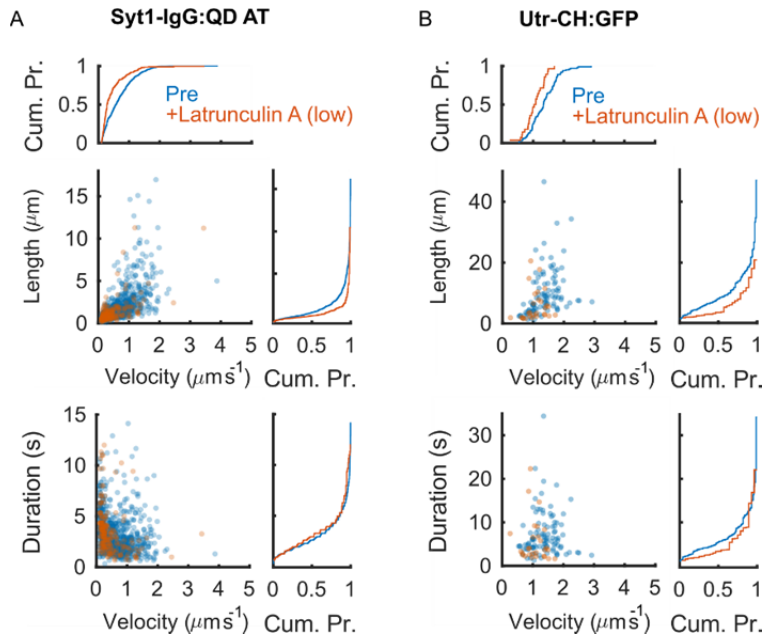 A
Syt1-IgG:QD AT
Cum. Pr.
1
0.5
0
Pre
+Latrunculin A (low)
Length (μm)
15
10
5
0
0 1 2 3 4 5
Velocity (μms⁻¹)
0 0.5 1
Cum. Pr.
Duration (s)
15
10
5
0
0 1 2 3 4 5
Velocity (μms⁻¹)
0 0.5 1
Cum. Pr.
B
Utr-CH:GFP
Cum. Pr.
1
0.5
0
Pre
+Latrunculin A (low)
Length (μm)
40
20
0
0 1 2 3 4 5
Velocity (μms⁻¹)
0 0.5 1
Cum. Pr.
Duration (s)
30
20
10
0
0 1 2 3 4 5
Velocity (μms⁻¹)
0 0.5 1
Cum. Pr.